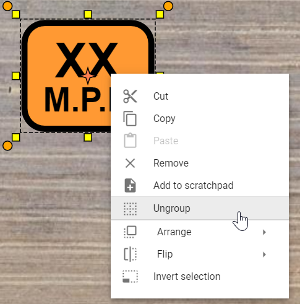 XX
M.P.
Cut
Copy
Paste
Remove
Add to scratchpad
Ungroup
Arrange
Flip
Invert selection